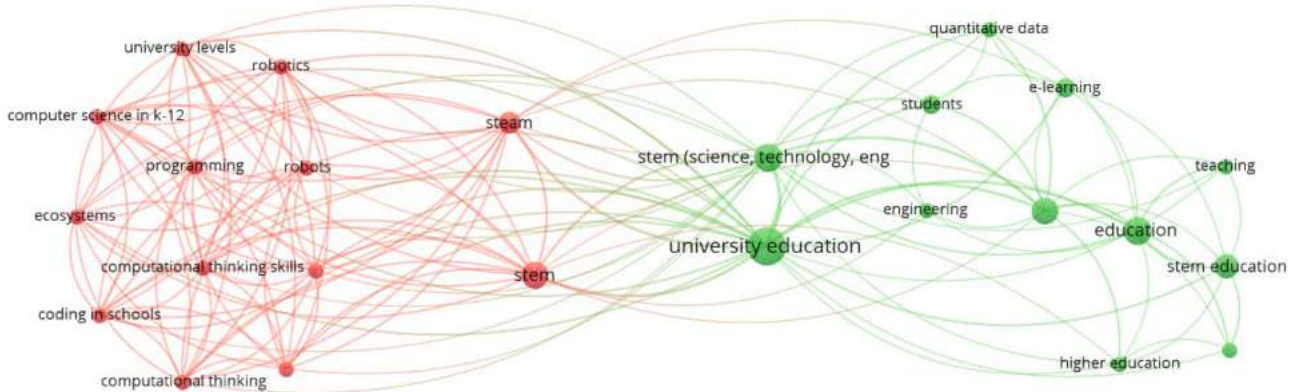 university levels
robotics
computer science in k-12
programming
robots
ecosystems
computational thinking skills
coding in schools
computational thinking
steam
stem
quantitative data
e-learning
students
stem (science, technology, eng
teaching
engineering
education
university education
stem education
higher education